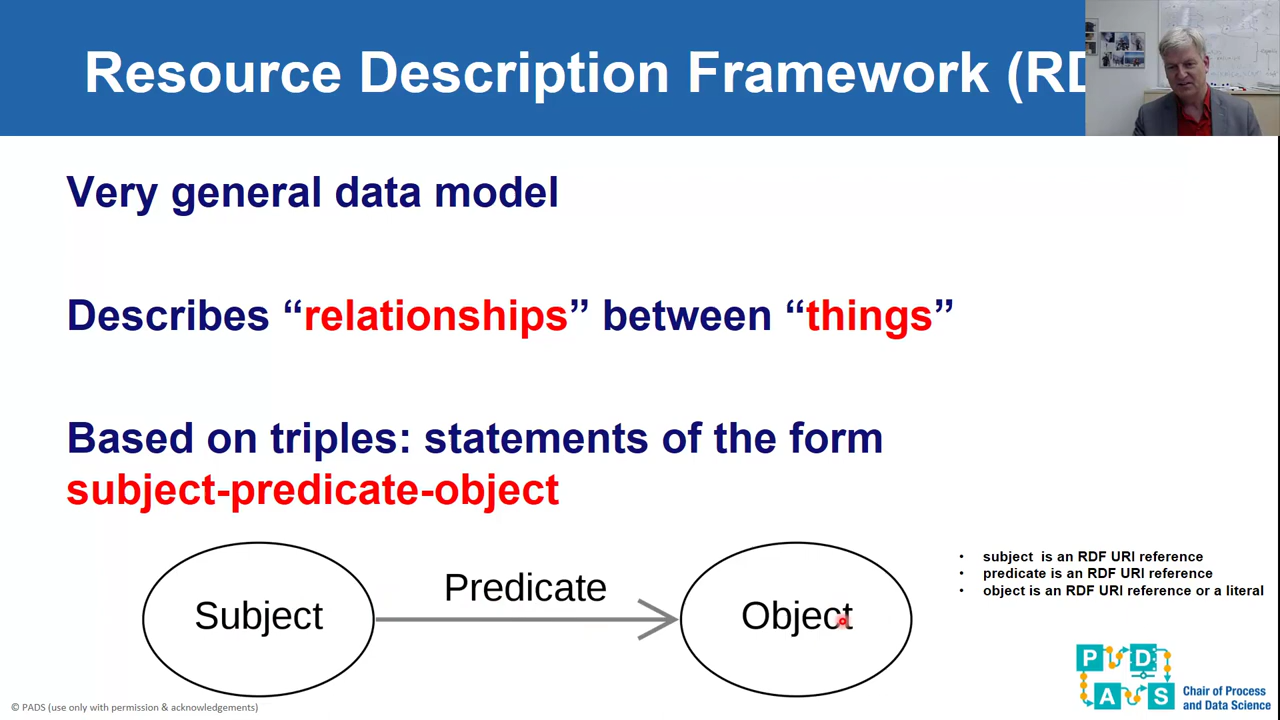 Resource Description Framework (RD
Very general data model
Describes “relationships” between “things”
Based on triples: statements of the form
subject-predicate-object
Subject
Predicate
Object
• subject is an RDF URI reference
• predicate is an RDF URI reference
• object is an RDF URI reference or a literal
P D
A S
Chair of Process
and Data Science
© PADS (use only with permission & acknowledgements)